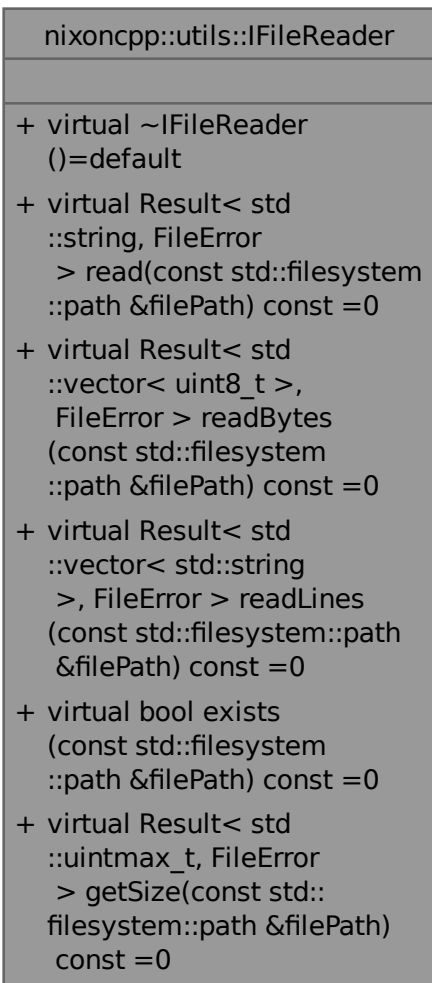 nixoncpp::utils::IFileReader
+ virtual ~IFileReader
()=default
+ virtual Result< std
::string, FileError
> read(const std::filesystem
::path &filePath) const =0
+ virtual Result< std
::vector< uint8_t >,
FileError > readBytes
(const std::filesystem
::path &filePath) const =0
+ virtual Result< std
::vector< std::string
>, FileError > readLines
(const std::filesystem::path
&filePath) const =0
+ virtual bool exists
(const std::filesystem
::path &filePath) const =0
+ virtual Result< std
::uintmax_t, FileError
> getSize(const std::
filesystem::path &filePath)
const =0